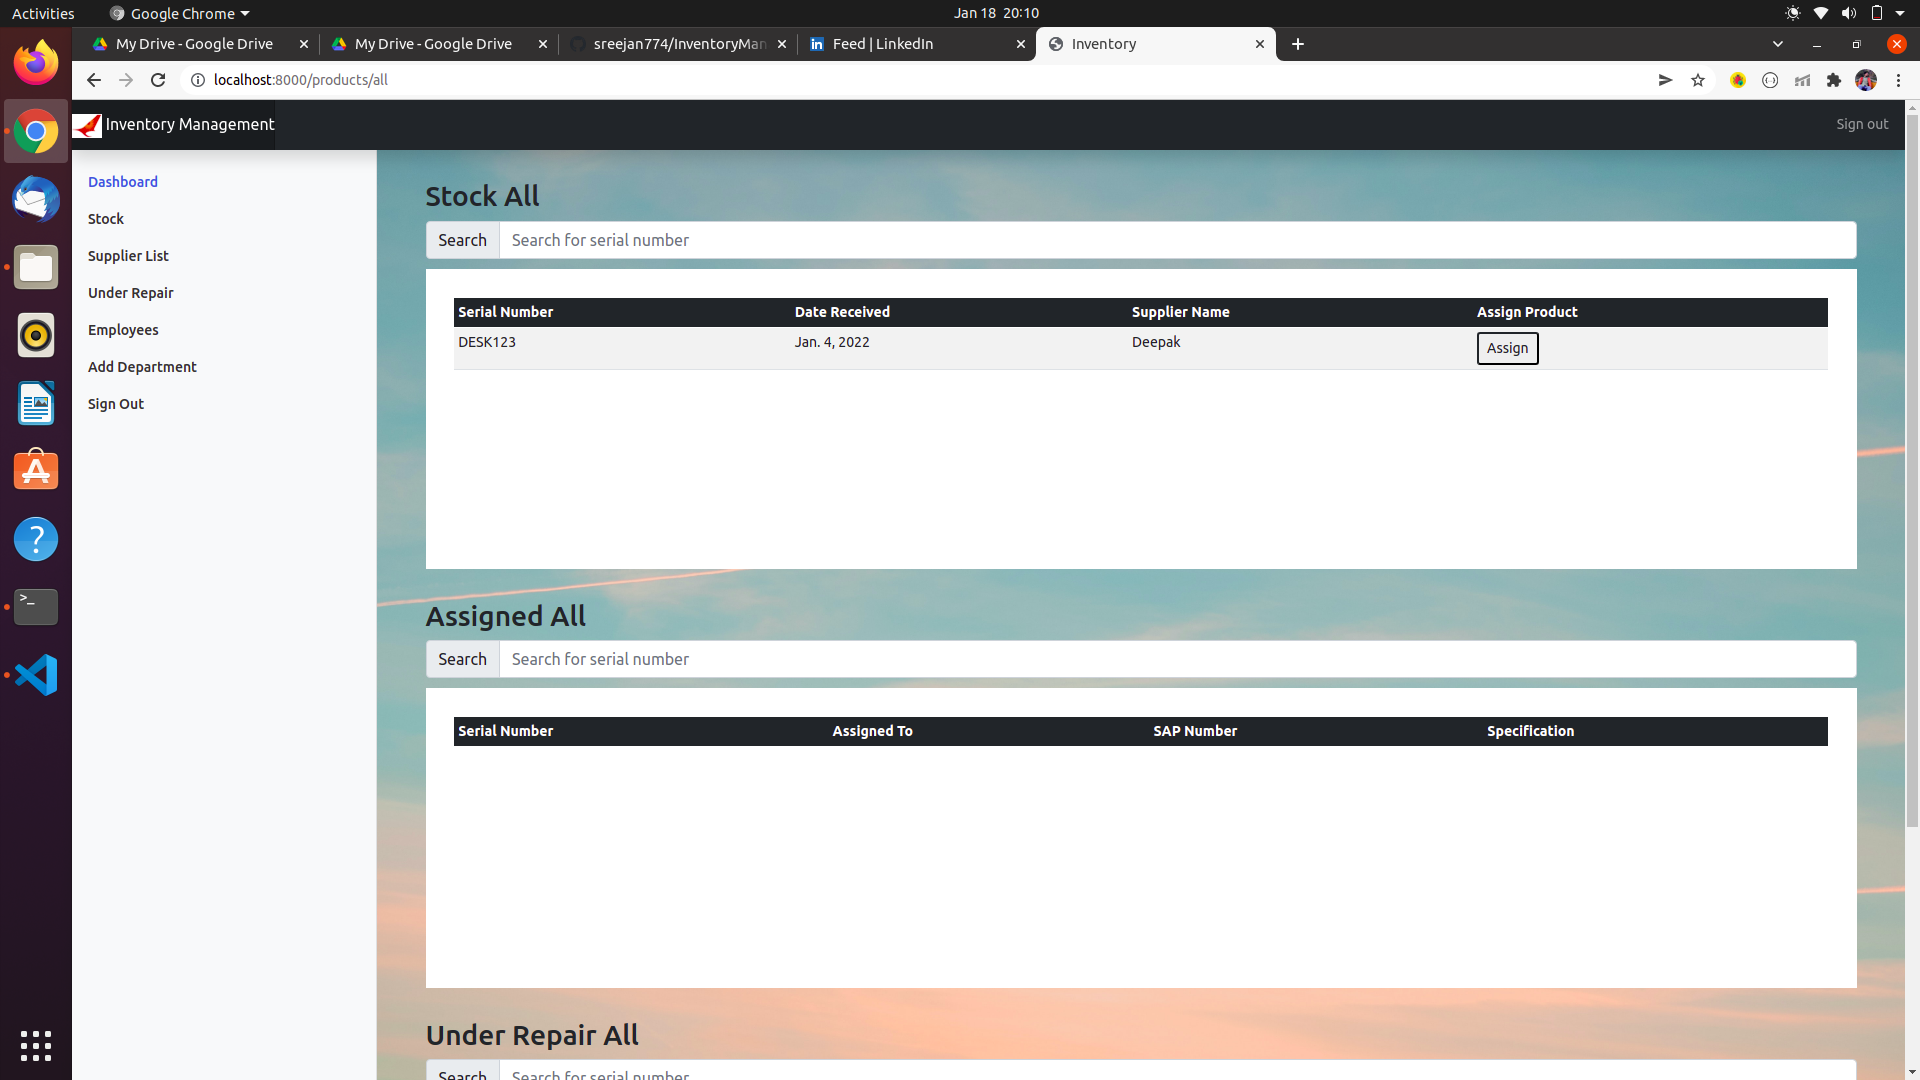 Activities
Google Chrome
Jan 18 20:10
My Drive - Google Drive
My Drive - Google Drive
sreejan774/InventoryMan
Feed | LinkedIn
Inventory
localhost:8000/products/all
Inventory Management
Sign out
Dashboard
Stock
Supplier List
Under Repair
Employees
Add Department
Sign Out
Stock All
Search Search for serial number
Serial Number Date Received Supplier Name Assign Product
DESK123 Jan. 4, 2022 Deepak Assign
Assigned All
Search Search for serial number
Serial Number Assigned To SAP Number Specification
Under Repair All
Search Search for serial number